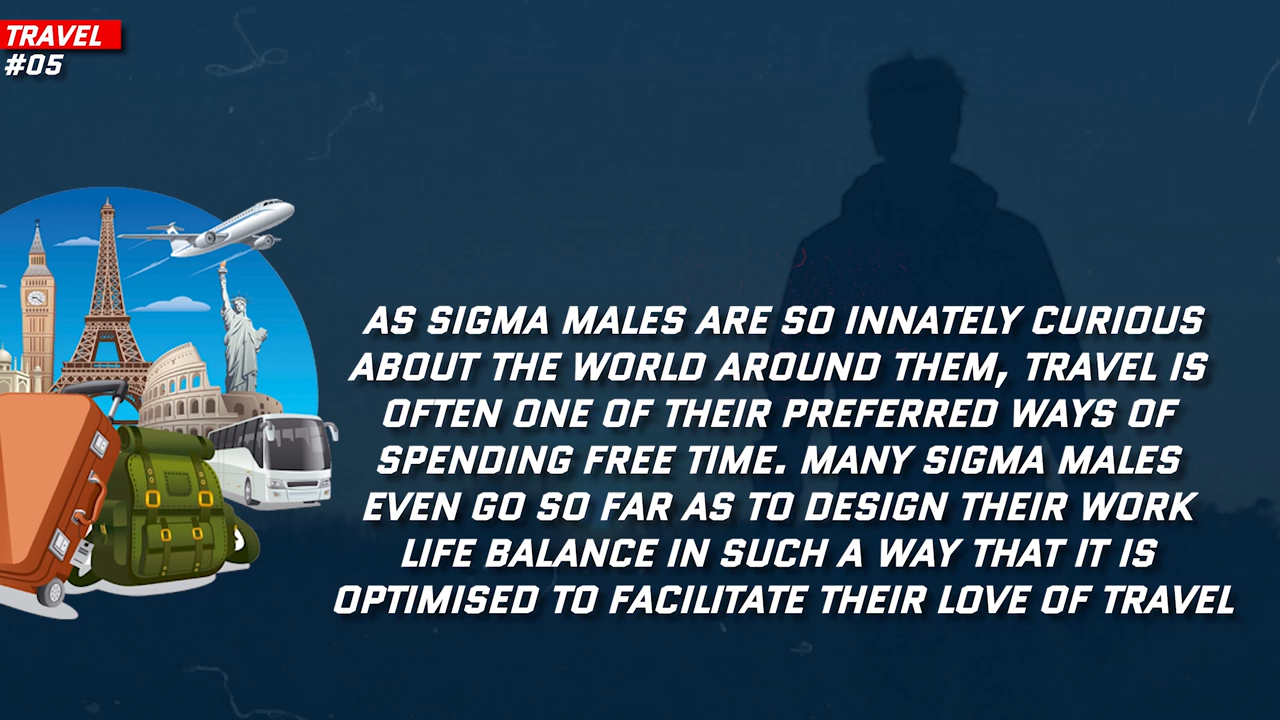 TRAVEL
#05
AS SIGMA MALES ARE SO INNATELY CURIOUS
ABOUT THE WORLD AROUND THEM, TRAVEL IS
OFTEN ONE OF THEIR PREFERRED WAYS OF
SPENDING FREE TIME. MANY SIGMA MALES
EVEN GO SO FAR AS TO DESIGN THEIR WORK
LIFE BALANCE IN SUCH A WAY THAT IT IS
OPTIMISED TO FACILITATE THEIR LOVE OF TRAVEL